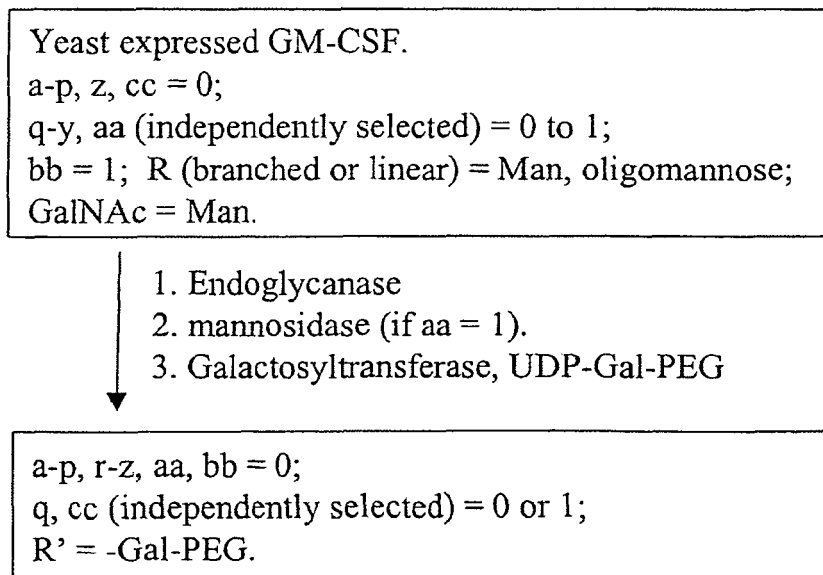 Yeast expressed GM-CSF.
a-p, z, cc = 0;
q-y, aa (independently selected) = 0 to 1;
bb = 1; R (branched or linear) = Man, oligomannose;
GalNAc = Man.
1. Endoglycanase
2. mannosidase (if aa = 1).
3. Galactosyltransferase, UDP-Gal-PEG
a-p, r-z, aa, bb = 0;
q, cc (independently selected) = 0 or 1;
R’ = -Gal-PEG.